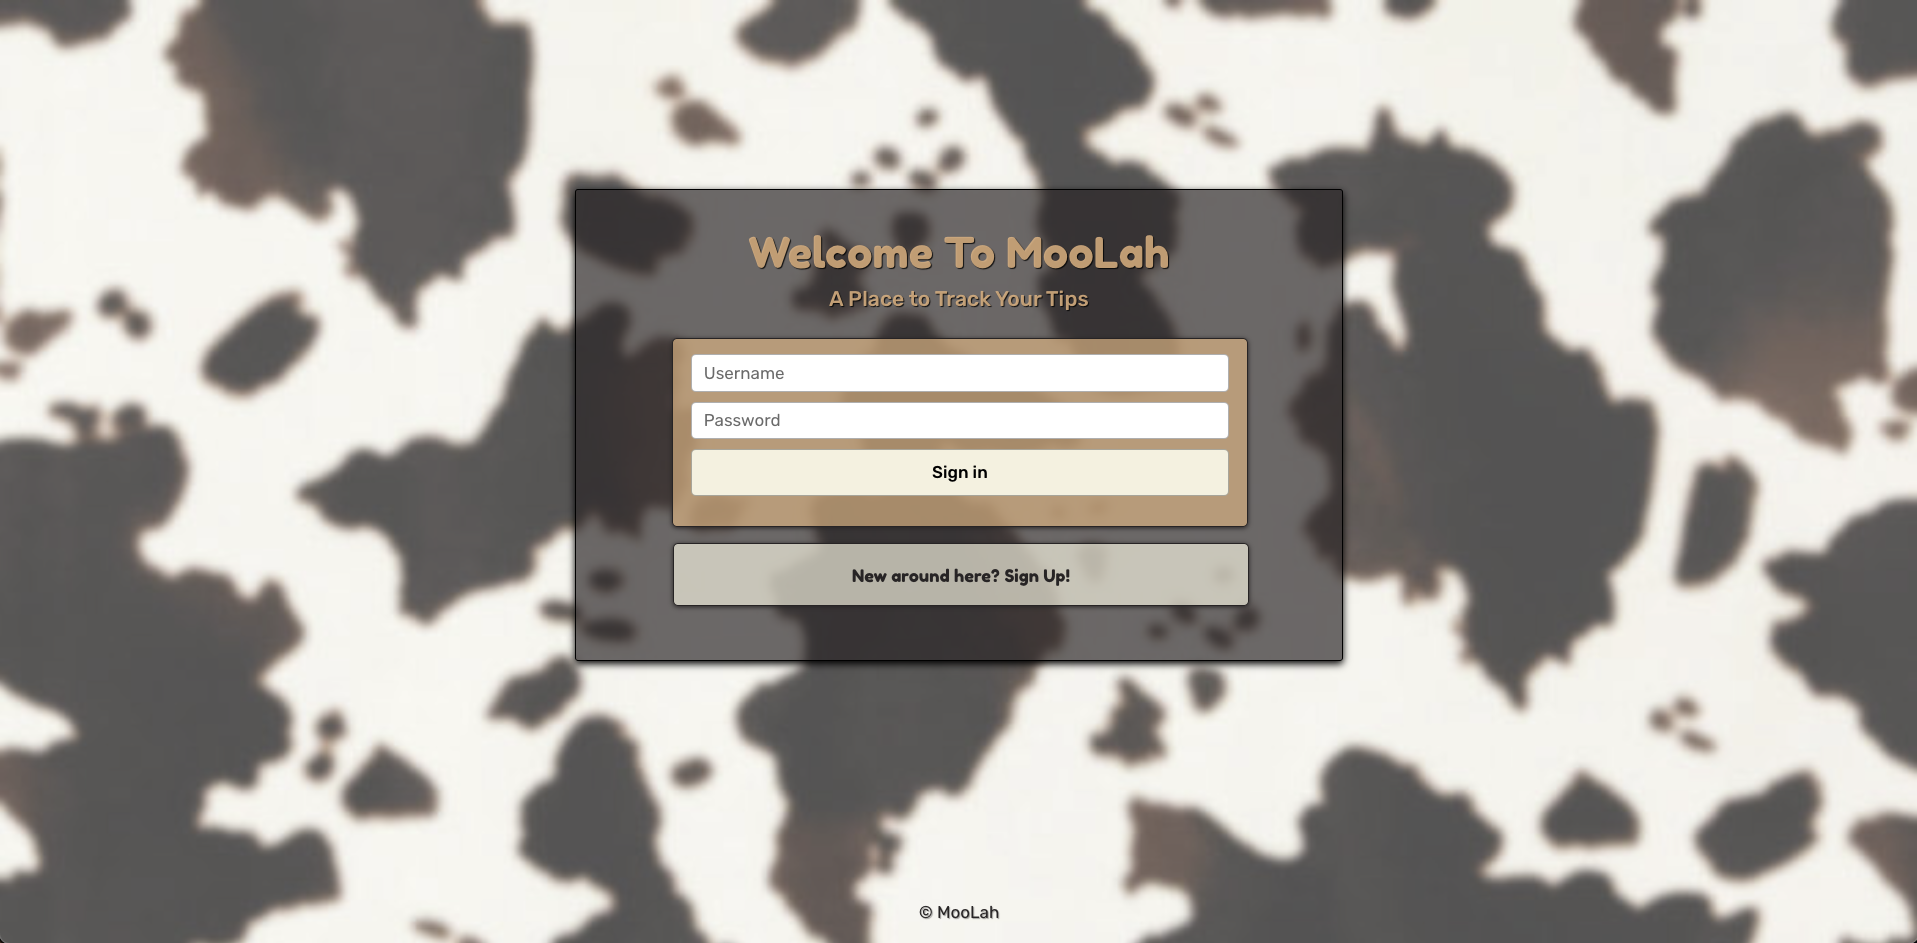 Welcome To MooLah
A Place to Track Your Tips
Username
Password
Sign in
New around here? Sign Up!
© MooLah